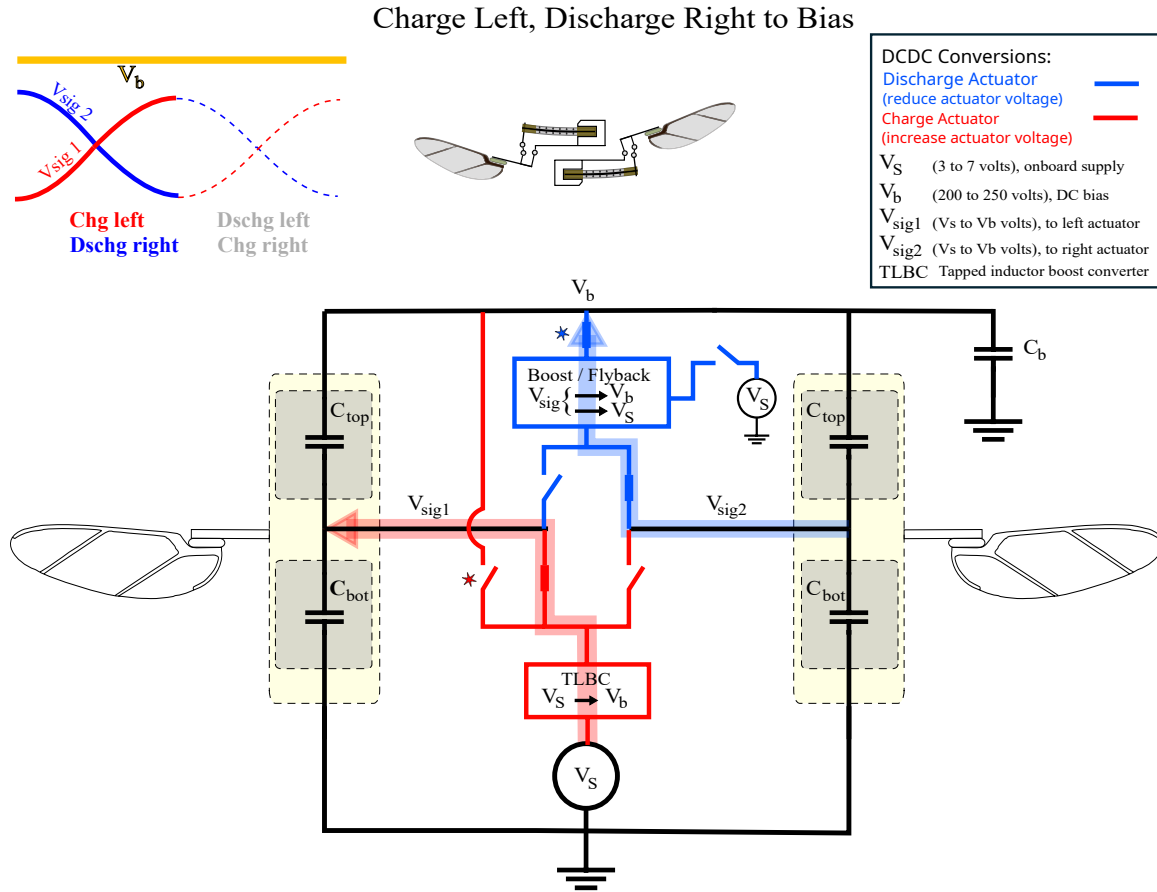 Charge Left, Discharge Right to Bias
Vb
Vsig 2
Vsig 1
Chg left
Dschg right
Dschg left
Chg right
DCDC Conversions:
Discharge Actuator
(reduce actuator voltage)
Charge Actuator
(increase actuator voltage)
VS (3 to 7 volts), onboard supply
Vb (200 to 250 volts), DC bias
Vsig1 (Vs to Vb volts), to left actuator
Vsig2 (Vs to Vb volts), to right actuator
TLBC Tapped inductor boost converter
Vb
Boost / Flyback
Vsig { Vb
VS
VS
Cb
Ctop
Ctop
Vsig1
Vsig2
Cbot
Cbot
TLBC
VS Vb
VS